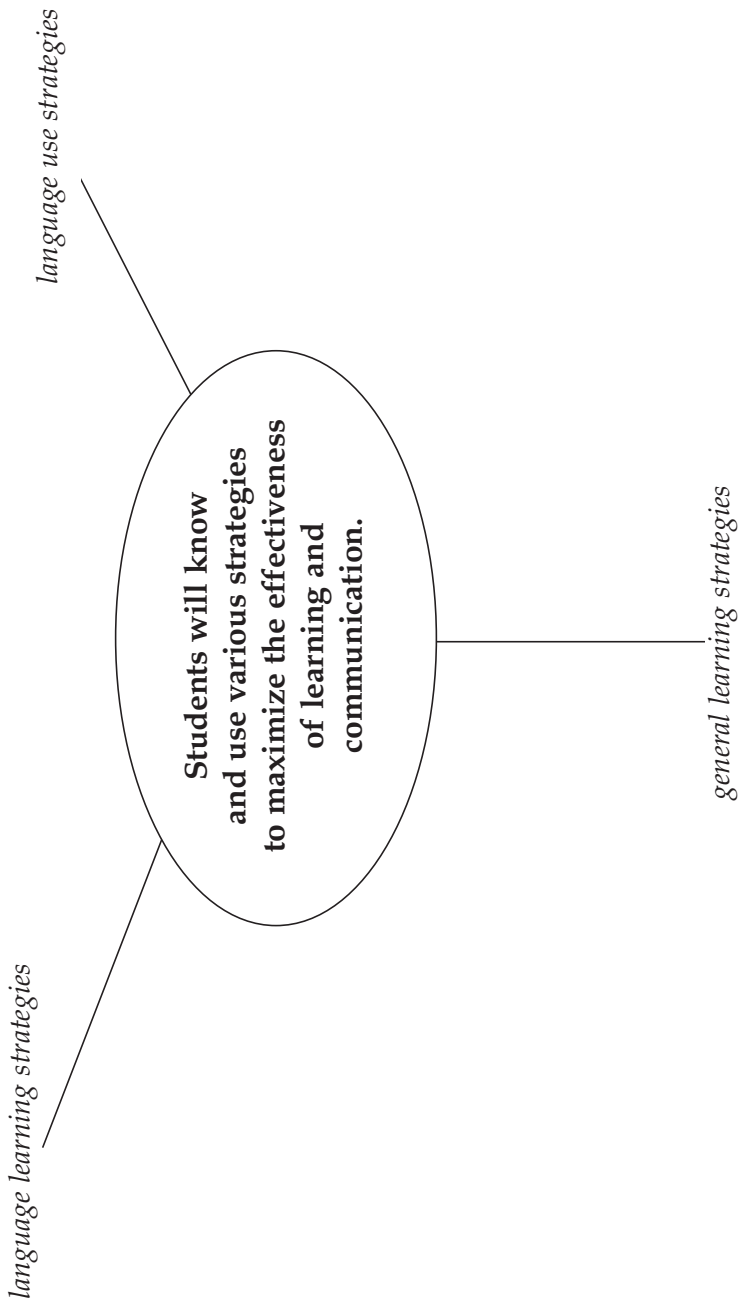 language learning strategies
language use strategies
Students will know
and use various strategies
to maximize the effectiveness
of learning and
communication.
general learning strategies